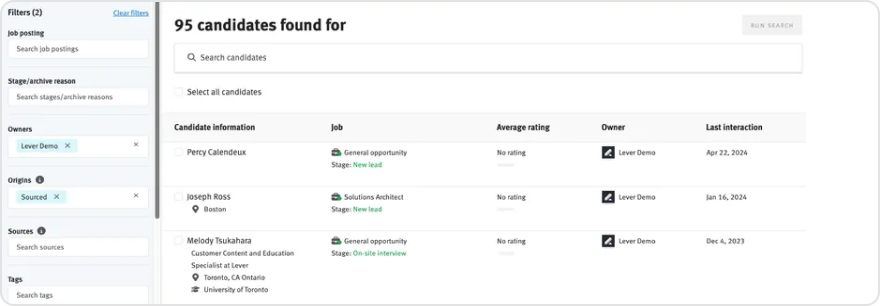 Filters (2) Clear filters
Job posting
Search job postings
Stage/archive reason
Search stages/archive reasons
Owners
Lever Demo × ×
Origins i
Sourced × ×
Sources i
Search sources
Tags
Search tags
95 candidates found for RUN SEARCH
Search candidates
Select all candidates
Candidate information Job Average rating Owner Last interaction
Percy Calendeux General opportunity No rating Lever Demo Apr 22, 2024
Stage: New lead
Joseph Ross Solutions Architect No rating Lever Demo Jan 16, 2024
Boston Stage: New lead
Melody Tsukahara General opportunity No rating Lever Demo Dec 4, 2023
Customer Content and Education Stage: On-site interview
Specialist at Lever
Toronto, CA Ontario
University of Toronto